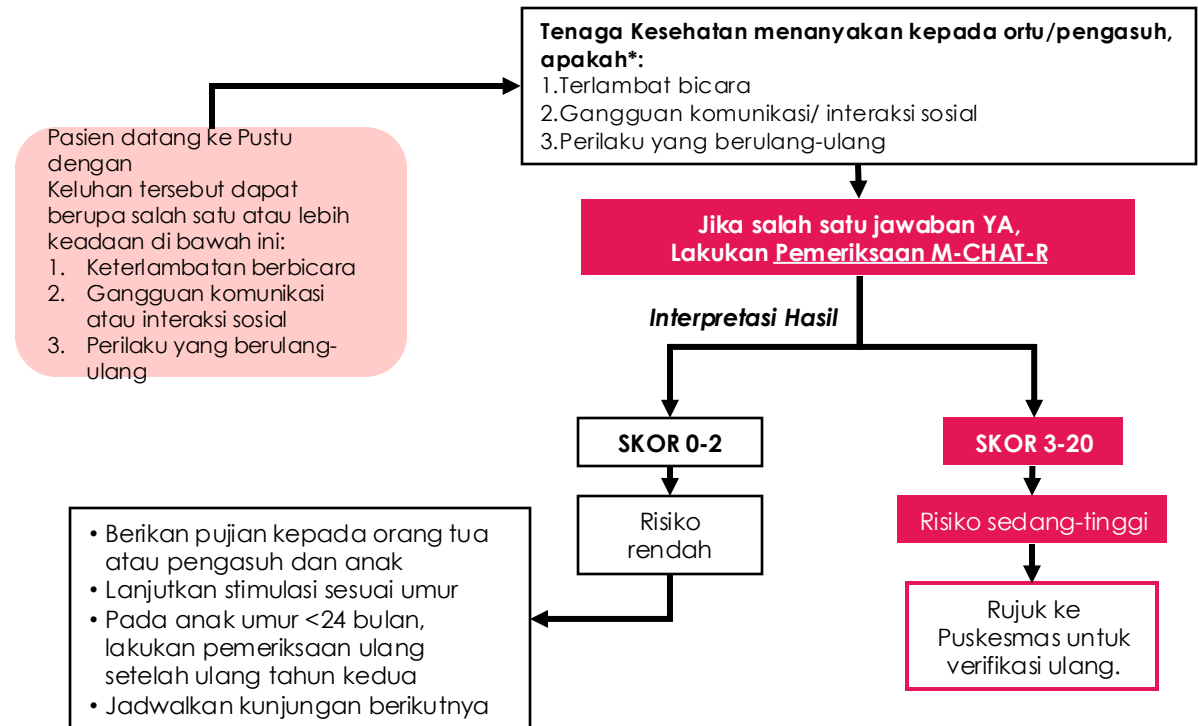 Tenaga Kesehatan menanyakan kepada ortu/pengasuh,
apakah*:
1.Terlambat bicara
2.Gangguan komunikasi/ interaksi sosial
3.Perilaku yang berulang-ulang
Pasien datang ke Pustu
dengan
Keluhan tersebut dapat
berupa salah satu atau lebih
keadaan di bawah ini:
1. Keterlambatan berbicara
2. Gangguan komunikasi
atau interaksi sosial
3. Perilaku yang berulang-
ulang
Jika salah satu jawaban YA,
Lakukan Pemeriksaan M-CHAT-R
Interpretasi Hasil
SKOR 0-2
SKOR 3-20
Risiko
rendah
Risiko sedang-tinggi
• Berikan pujian kepada orang tua
atau pengasuh dan anak
• Lanjutkan stimulasi sesuai umur
• Pada anak umur <24 bulan,
lakukan pemeriksaan ulang
setelah ulang tahun kedua
• Jadwalkan kunjungan berikutnya
Rujuk ke
Puskesmas untuk
verifikasi ulang.